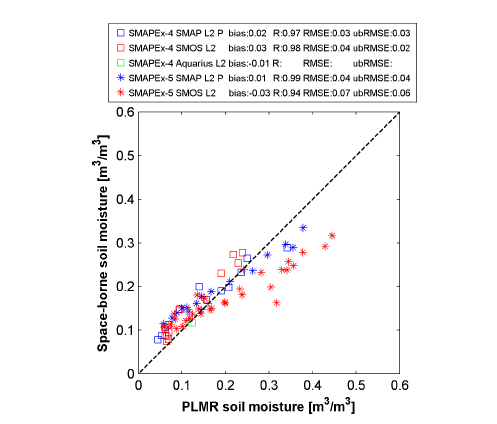 SMAPEx-4 SMAP L2 P bias:0.02 R:0.97 RMSE:0.03 ubRMSE:0.03
SMAPEx-4 SMOS L2 bias:0.03 R:0.98 RMSE:0.04 ubRMSE:0.02
SMAPEx-4 Aquarius L2 bias:-0.01 R: RMSE: ubRMSE:
SMAPEx-5 SMAP L2 P bias:0.01 R:0.99 RMSE:0.04 ubRMSE:0.04
SMAPEx-5 SMOS L2 bias:-0.03 R:0.94 RMSE:0.07 ubRMSE:0.06
Space-borne soil moisture [m³/m³]
0.6
0.5
0.4
0.3
0.2
0.1
0
0 0.1 0.2 0.3 0.4 0.5 0.6
PLMR soil moisture [m³/m³]